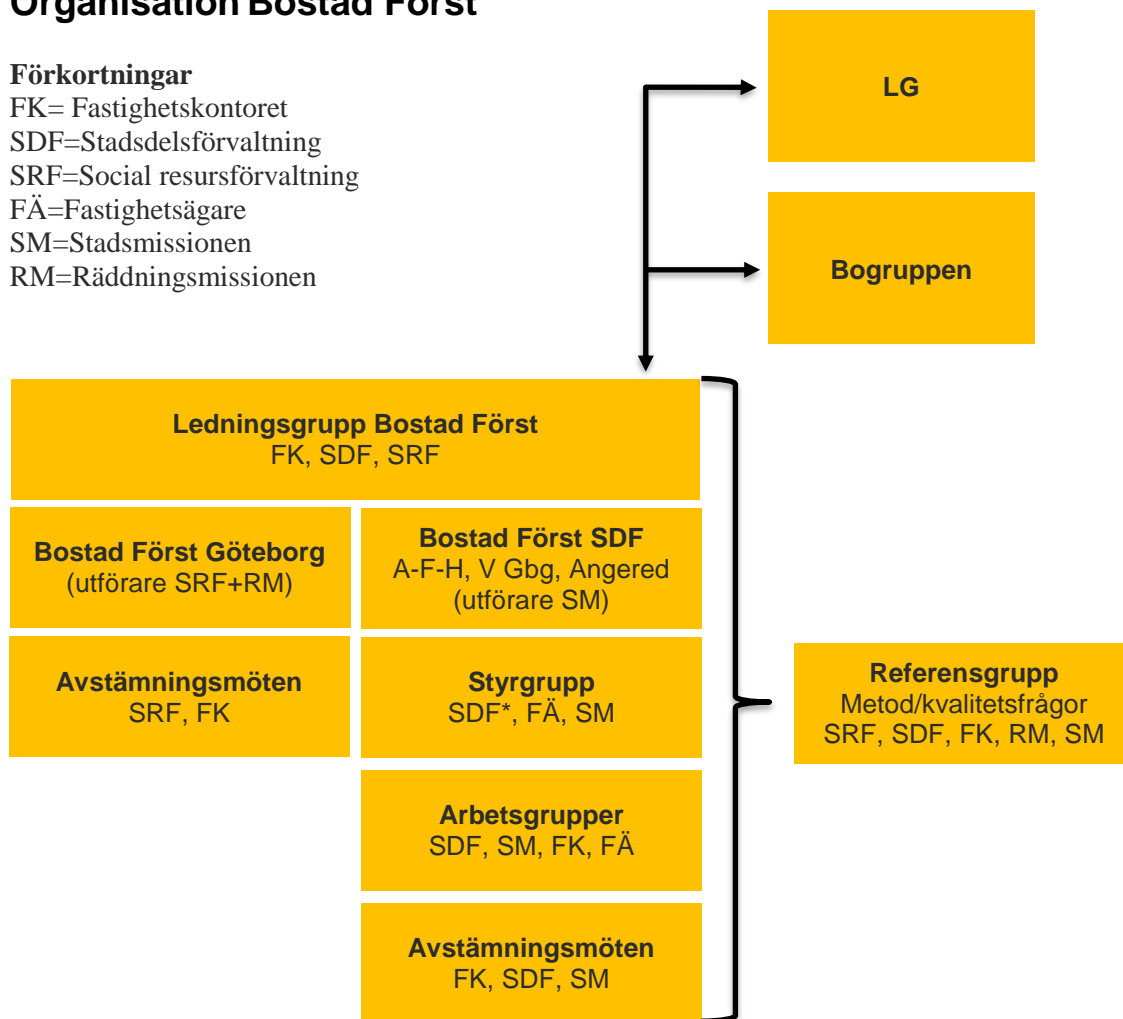 Organisation Bostad Först
Förkortningar
FK= Fastighetskontoret
SDF=Stadsdelsförvaltning
SRF=Social resursförvaltning
FÄ=Fastighetsägare
SM=Stadsmissionen
RM=Räddningsmissionen
LG
Bogruppen
Ledningsgrupp Bostad Först
FK, SDF, SRF
Bostad Först Göteborg
(utförare SRF+RM)
Bostad Först SDF
A-F-H, V Gbg, Angered
(utförare SM)
Avstämningsmöten
SRF, FK
Styrgrupp
SDF*, FÄ, SM
Arbetsgrupper
SDF, SM, FK, FÄ
Avstämningsmöten
FK, SDF, SM
Referensgrupp
Metod/kvalitetsfrågor
SRF, SDF, FK, RM, SM